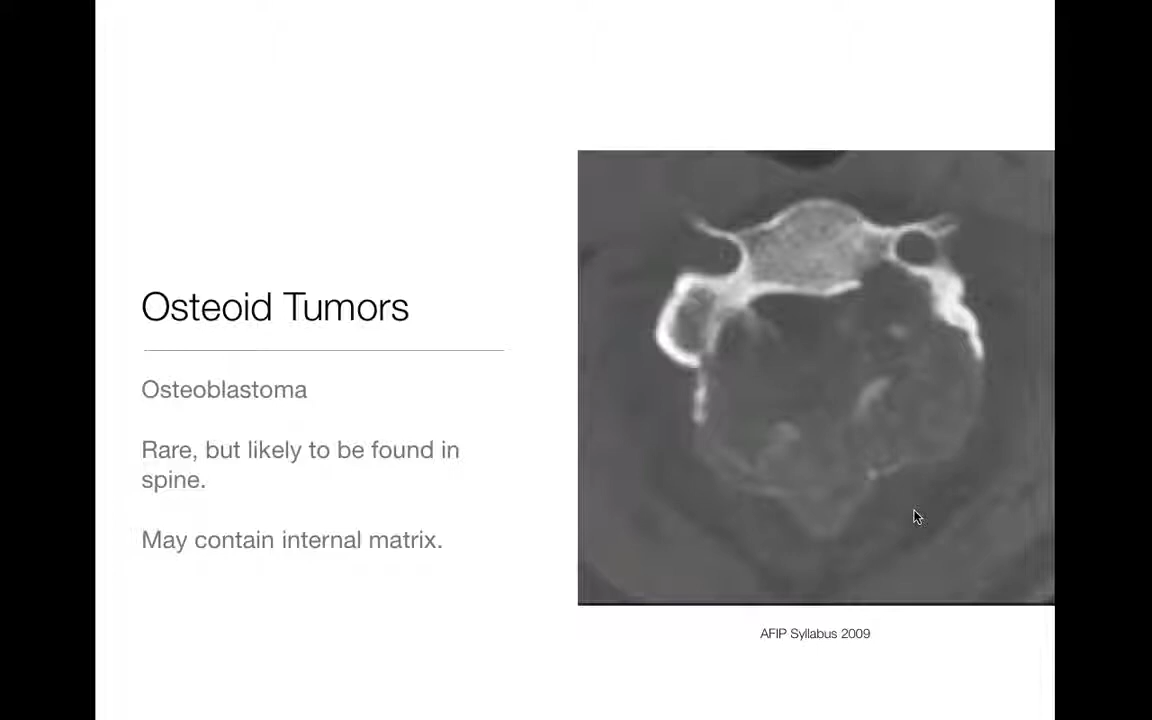 Osteoid Tumors
Osteoblastoma
Rare, but likely to be found in
spine.
May contain internal matrix.
AFIP Syllabus 2009